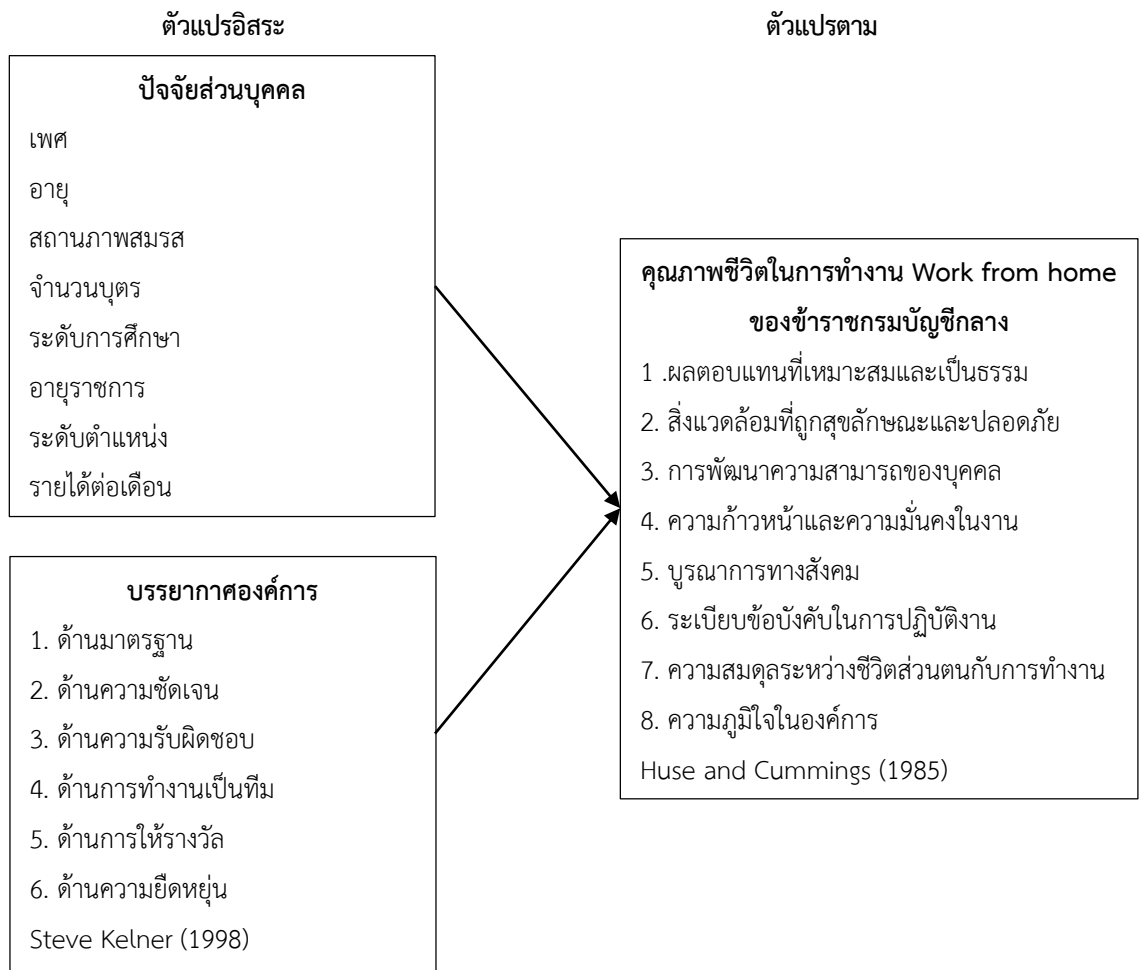 ตัวแปรอิสระ
ตัวแปรตาม
ปัจจัยส่วนบุคคล
เพศ
อายุ
สถานภาพสมรส
จำนวนบุตร
ระดับการศึกษา
อายุราชการ
ระดับตำแหน่ง
รายได้ต่อเดือน
บรรยากาศองค์การ
1. ด้านมาตรฐาน
2. ด้านความชัดเจน
3. ด้านความรับผิดชอบ
4. ด้านการทำงานเป็นทีม
5. ด้านการให้รางวัล
6. ด้านความยืดหยุ่น
Steve Kelner (1998)
คุณภาพชีวิตในการทำงาน Work from home
ของข้าราชกรมบัญชีกลาง
1 .ผลตอบแทนที่เหมาะสมและเป็นธรรม
2. สิ่งแวดล้อมที่ถูกสุขลักษณะและปลอดภัย
3. การพัฒนาความสามารถของบุคคล
4. ความก้าวหน้าและความมั่นคงในงาน
5. บูรณาการทางสังคม
6. ระเบียบข้อบังคับในการปฏิบัติงาน
7. ความสมดุลระหว่างชีวิตส่วนตนกับการทำงาน
8. ความภูมิใจในองค์การ
Huse and Cummings (1985)